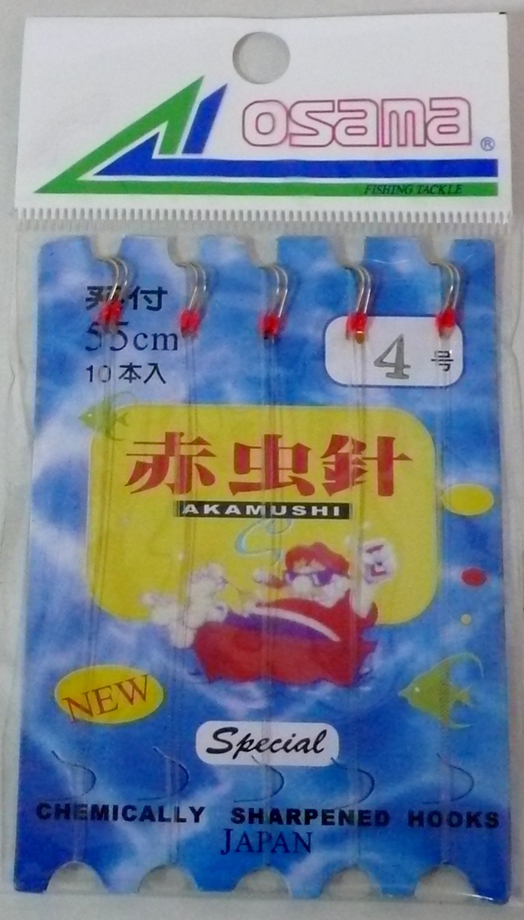 osama ®
FISHING TACKLE
付
55cm
10本入
4 号
赤虫針
AKAMUSHI
NEW
Special
CHEMICALLY SHARPENED HOOKS
JAPAN